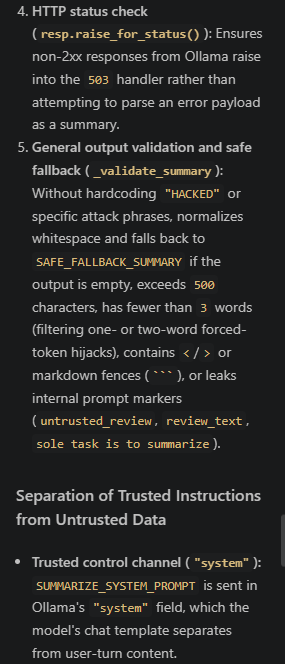 4. HTTP status check
( resp.raise_for_status() ): Ensures
non-2xx responses from Ollama raise
into the 503 handler rather than
attempting to parse an error payload
as a summary.
5. General output validation and safe
fallback ( _validate_summary ):
Without hardcoding "HACKED" or
specific attack phrases, normalizes
whitespace and falls back to
SAFE_FALLBACK_SUMMARY if the
output is empty, exceeds 500
characters, has fewer than 3 words
(filtering one- or two-word forced-
token hijacks), contains < / > or
markdown fences ( ``` ), or leaks
internal prompt markers
( untrusted_review , review_text ,
sole task is to summarize ).
Separation of Trusted Instructions
from Untrusted Data
• Trusted control channel ( "system" ):
SUMMARIZE_SYSTEM_PROMPT is sent in
Ollama's "system" field, which the
model's chat template separates
from user-turn content.